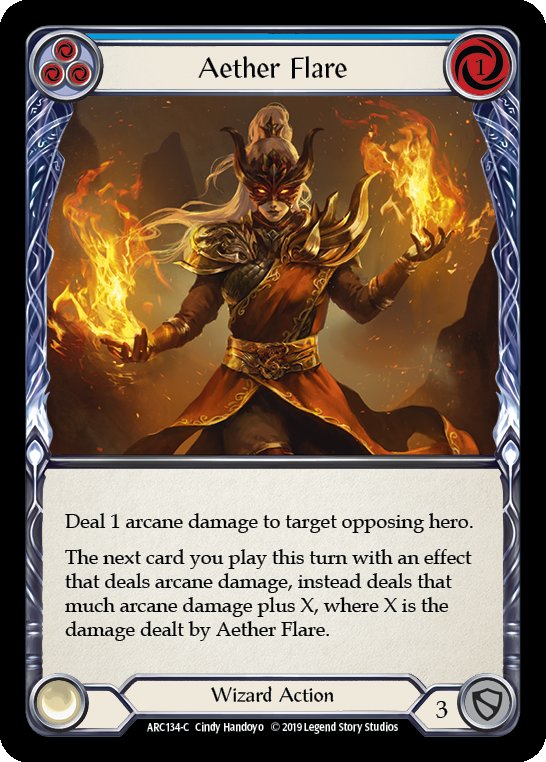 Aether Flare
1
Deal 1 arcane damage to target opposing hero.
The next card you play this turn with an effect
that deals arcane damage, instead deals that
much arcane damage plus X, where X is the
damage dealt by Aether Flare.
Wizard Action
3
ARC134-C Cindy Handoyo © 2019 Legend Story Studios